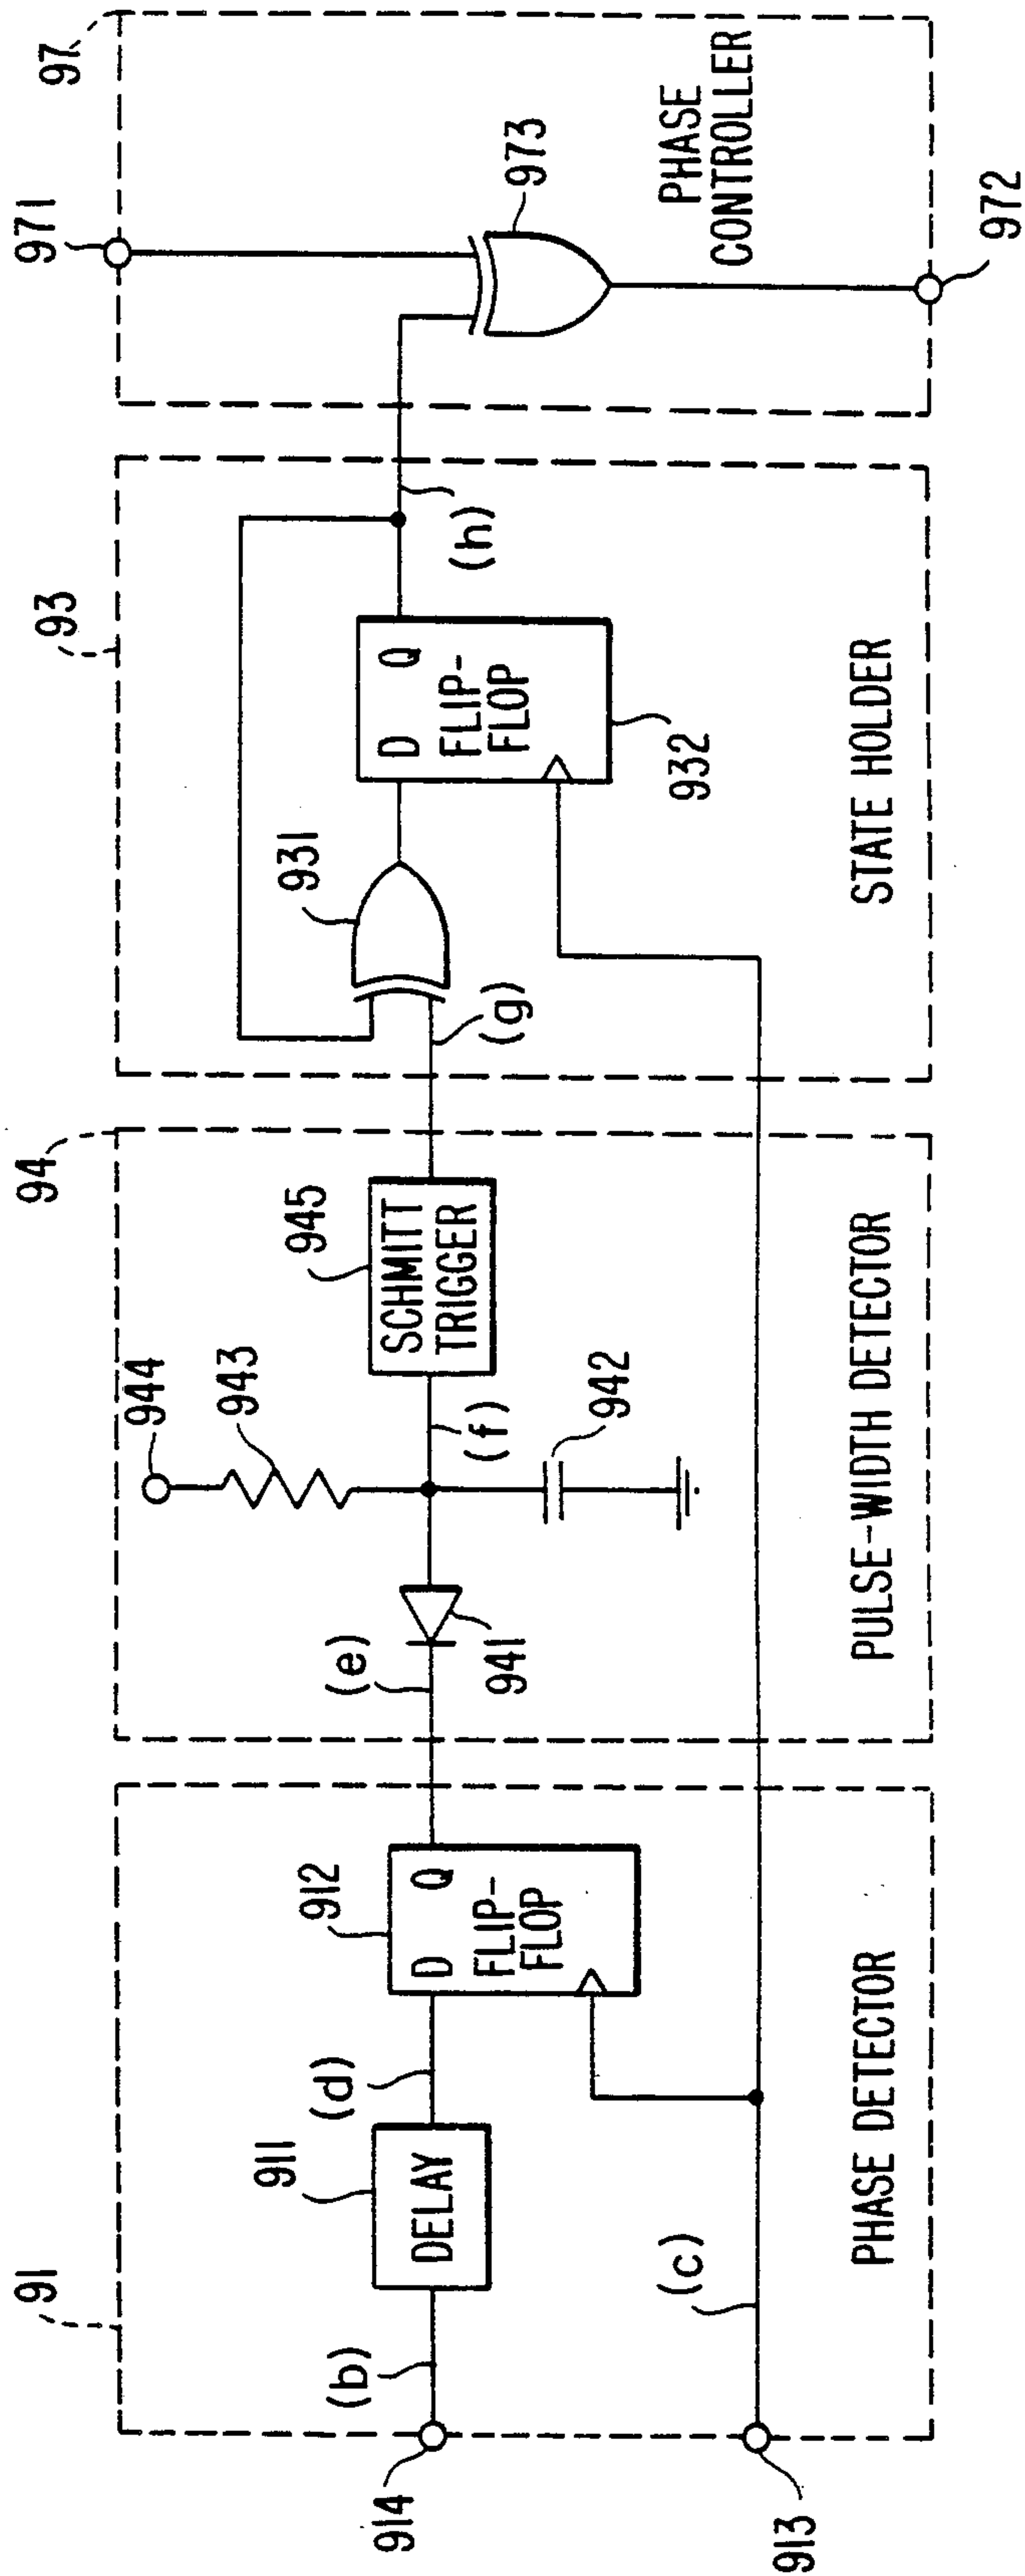 91
911
912
(b)
DELAY
(d)
D Q
FLIP-
FLOP
914
(c)
913
PHASE DETECTOR
94
944
943
945
(e)
941
(f)
942
SCHMITT
TRIGGER
PULSE-WIDTH DETECTOR
93
931
(g)
D Q
FLIP-
FLOP
932
(h)
STATE HOLDER
97
971
973
PHASE
CONTROLLER
972